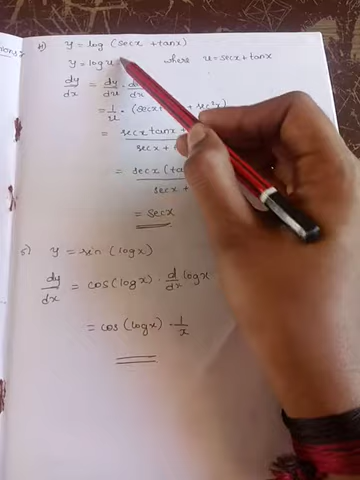 4) y = log (secx + tanx)
y = log u where u = secx + tanx
dy/dx = dy/du · du/dx
= 1/u · (secx + sec²x)
= secx tanx / secx +
= secx (ta / secx +
= secx
5) y = sin (logx)
dy/dx = cos(logx) · d/dx logx
= cos(logx) · 1/x